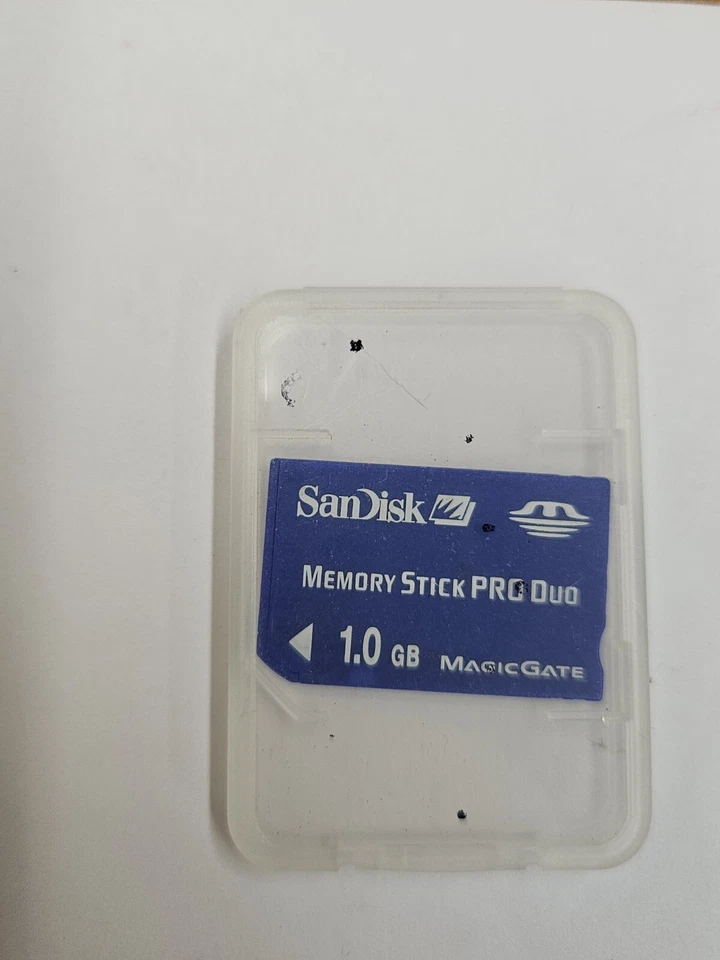 SanDisk
MEMORY STICK PRO DUO
1.0 GB MAGICGATE